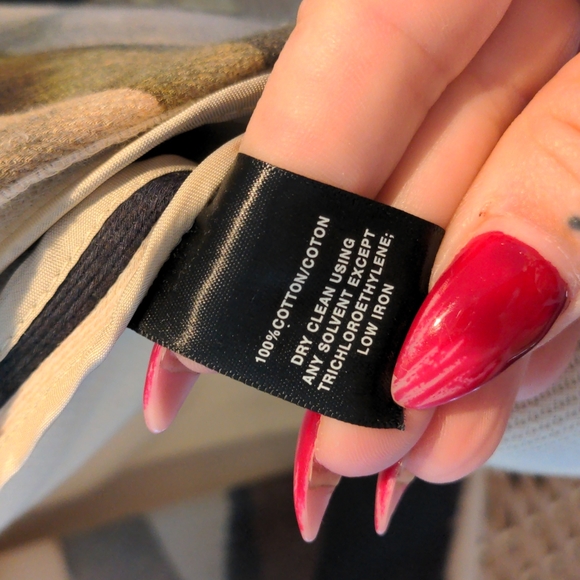 100%COTTON/COTON
DRY CLEAN USING
ANY SOLVENT EXCEPT
TRICHLOROETHYLENE;
LOW IRON